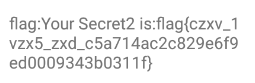 flag:Your Secret2 is:flag{czxv_1
vzx5_zxd_c5a714ac2c829e6f9
ed0009343b0311f}